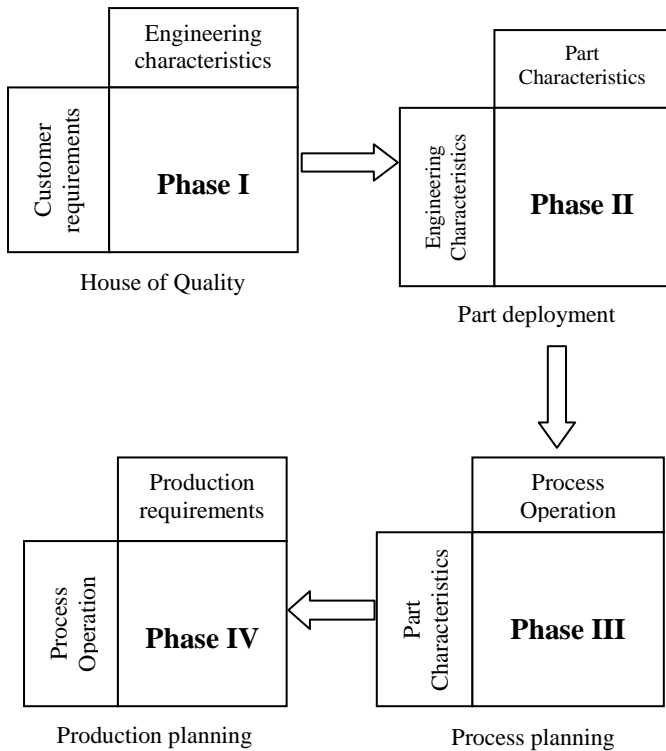 Engineering
characteristics
Customer
requirements
Phase I
House of Quality
Part
Characteristics
Engineering
Characteristics
Phase II
Part deployment
Process
Operation
Part
Characteristics
Phase III
Process planning
Production
requirements
Process
Operation
Phase IV
Production planning